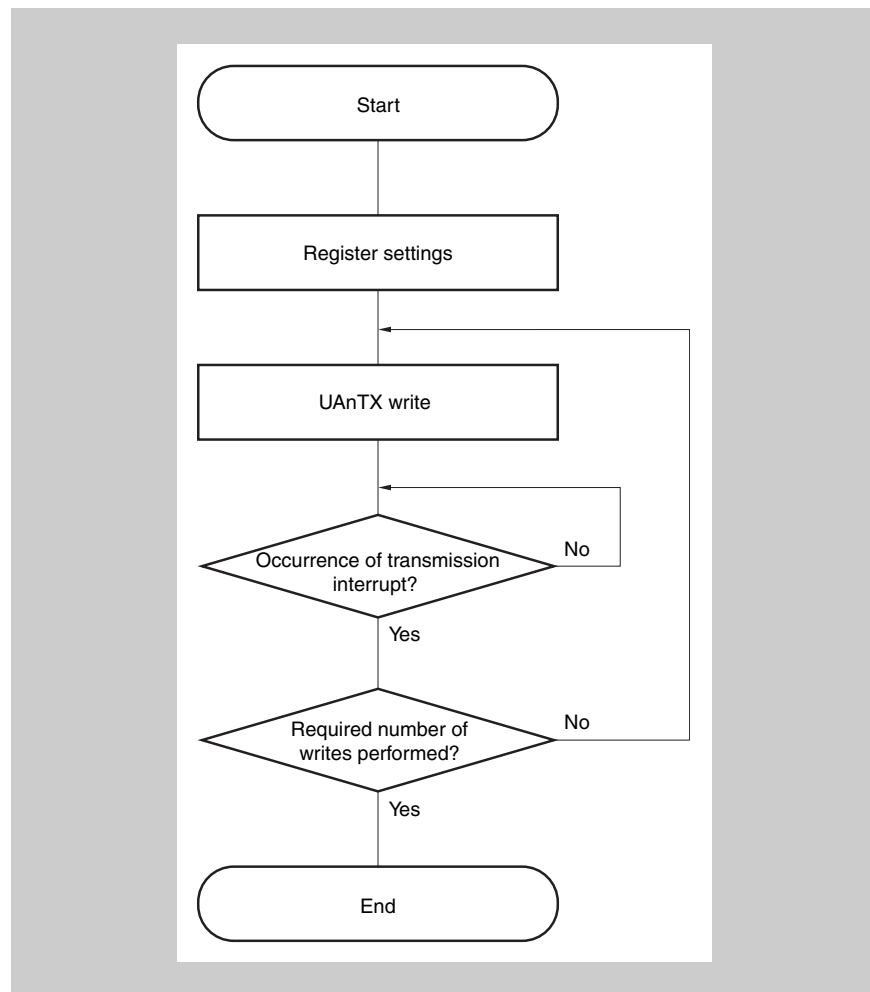 Start
Register settings
UAnTX write
Occurrence of transmission
interrupt?
No
Yes
Required number of
writes performed?
No
Yes
End